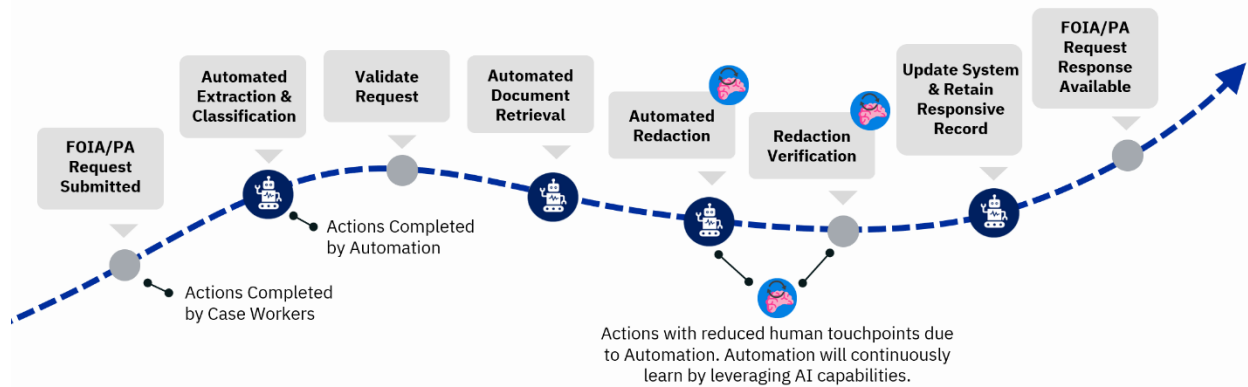 FOIA/PA
Request
Submitted
Automated
Extraction &
Classification
Validate
Request
Automated
Document
Retrieval
Automated
Redaction
Redaction
Verification
Update System
& Retain
Responsive
Record
FOIA/PA
Request
Response
Available
Actions Completed
by Case Workers
Actions Completed
by Automation
Actions with reduced human touchpoints due
to Automation. Automation will continuously
learn by leveraging AI capabilities.